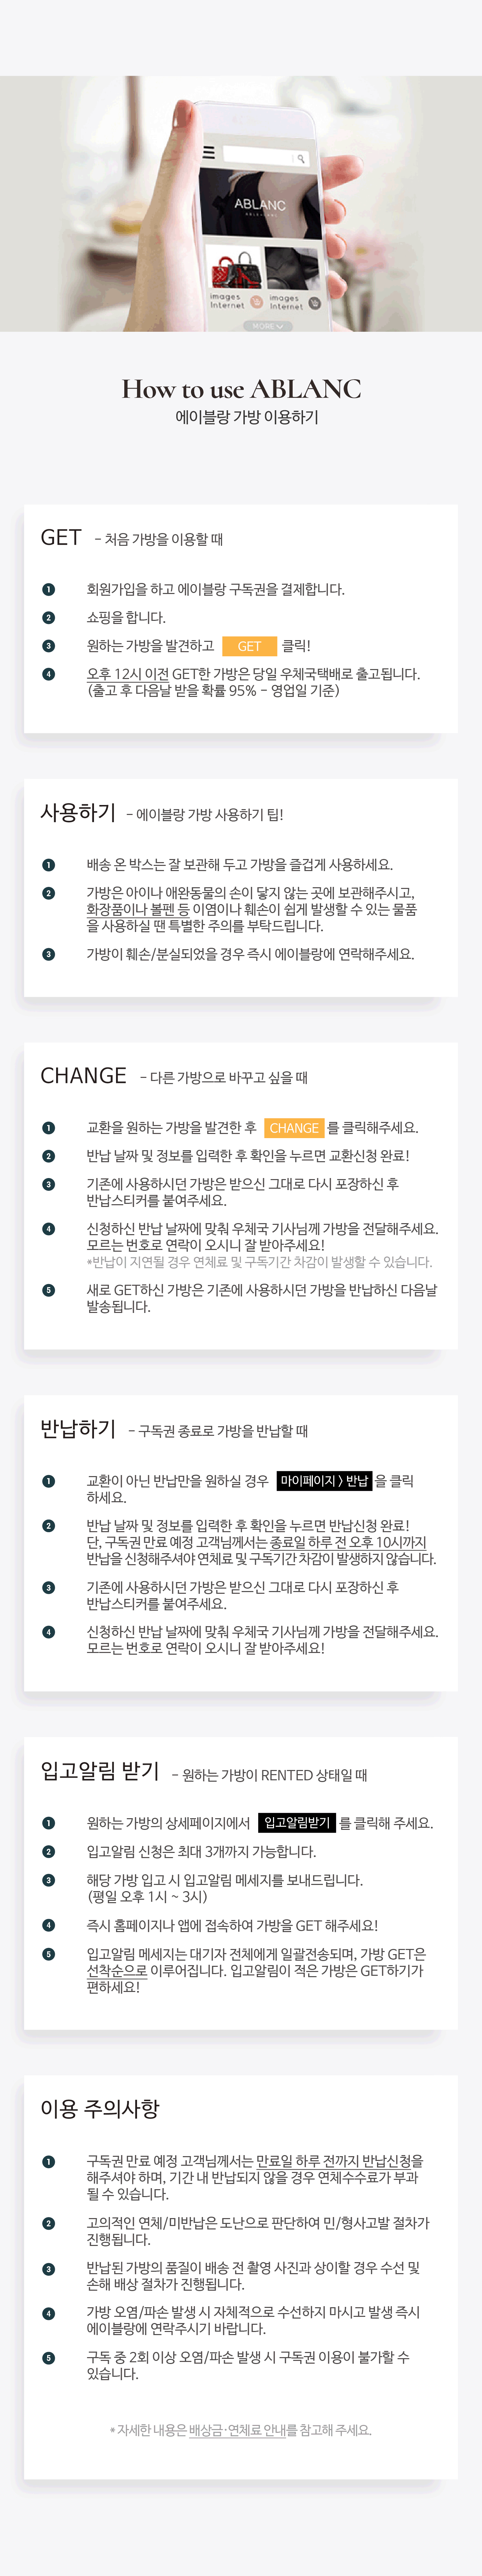 ABLANC
ABLANC
images
Internet
images
Internet
MORE
How to use ABLANC
에이블랑 가방 이용하기
GET - 처음 가방을 이용할 때
1 회원가입을 하고 에이블랑 구독권을 결제합니다.
2 쇼핑을 합니다.
3 원하는 가방을 발견하고 GET 클릭!
4 오후 12시 이전 GET한 가방은 당일 우체국택배로 출고됩니다.
(출고 후 다음날 받을 확률 95% - 영업일 기준)
사용하기 - 에이블랑 가방 사용하기 팁!
1 배송 온 박스는 잘 보관해 두고 가방을 즐겁게 사용하세요.
2 가방은 아이나 애완동물의 손이 닿지 않는 곳에 보관해주시고,
화장품이나 볼펜 등 이염이나 훼손이 쉽게 발생할 수 있는 물품
을 사용하실 땐 특별한 주의를 부탁드립니다.
3 가방이 훼손/분실되었을 경우 즉시 에이블랑에 연락해주세요.
CHANGE - 다른 가방으로 바꾸고 싶을 때
1 교환을 원하는 가방을 발견한 후 CHANGE 를 클릭해주세요.
2 반납 날짜 및 정보를 입력한 후 확인을 누르면 교환신청 완료!
3 기존에 사용하시던 가방은 받으신 그대로 다시 포장하신 후
반납스티커를 붙여주세요.
4 신청하신 반납 날짜에 맞춰 우체국 기사님께 가방을 전달해주세요.
모르는 번호로 연락이 오시니 잘 받아주세요!
*반납이 지연될 경우 연체료 및 구독기간 차감이 발생할 수 있습니다.
5 새로 GET하신 가방은 기존에 사용하시던 가방을 반납하신 다음날
발송됩니다.
반납하기 - 구독권 종료로 가방을 반납할 때
1 교환이 아닌 반납만을 원하실 경우 마이페이지 > 반납 을 클릭
하세요.
2 반납 날짜 및 정보를 입력한 후 확인을 누르면 반납신청 완료!
단, 구독권 만료 예정 고객님께서는 종료일 하루 전 오후 10시까지
반납을 신청해주셔야 연체료 및 구독기간 차감이 발생하지 않습니다.
3 기존에 사용하시던 가방은 받으신 그대로 다시 포장하신 후
반납스티커를 붙여주세요.
4 신청하신 반납 날짜에 맞춰 우체국 기사님께 가방을 전달해주세요.
모르는 번호로 연락이 오시니 잘 받아주세요!
입고알림 받기 - 원하는 가방이 RENTED 상태일 때
1 원하는 가방의 상세페이지에서 입고알림받기 를 클릭해 주세요.
2 입고알림 신청은 최대 3개까지 가능합니다.
3 해당 가방 입고 시 입고알림 메세지를 보내드립니다.
(평일 오후 1시 ~ 3시)
4 즉시 홈페이지나 앱에 접속하여 가방을 GET 해주세요!
5 입고알림 메세지는 대기자 전체에게 일괄전송되며, 가방 GET은
선착순으로 이루어집니다. 입고알림이 적은 가방은 GET하기가
편하세요!
이용 주의사항
1 구독권 만료 예정 고객님께서는 만료일 하루 전까지 반납신청을
해주셔야 하며, 기간 내 반납되지 않을 경우 연체수수료가 부과
될 수 있습니다.
2 고의적인 연체/미반납은 도난으로 판단하여 민/형사고발 절차가
진행됩니다.
3 반납된 가방의 품질이 배송 전 촬영 사진과 상이할 경우 수선 및
손해 배상 절차가 진행됩니다.
4 가방 오염/파손 발생 시 자체적으로 수선하지 마시고 발생 즉시
에이블랑에 연락주시기 바랍니다.
5 구독 중 2회 이상 오염/파손 발생 시 구독권 이용이 불가할 수
있습니다.
* 자세한 내용은 배상금·연체료 안내를 참고해 주세요.